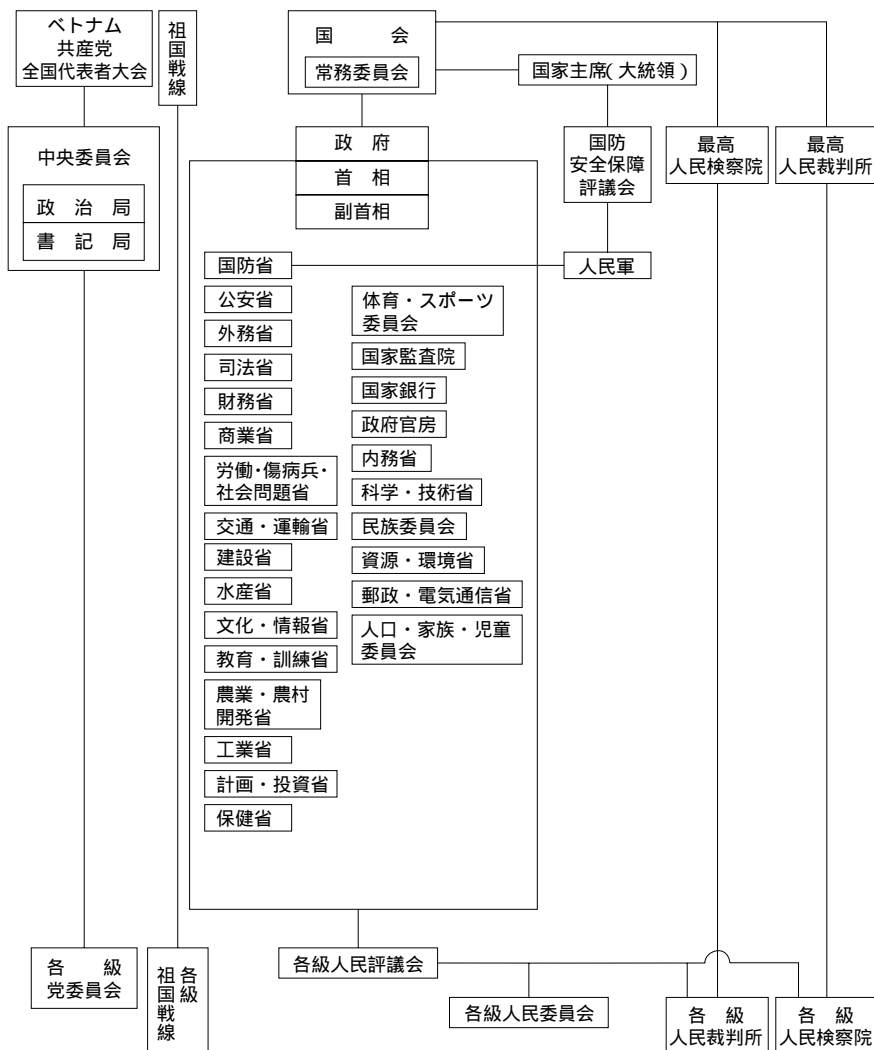 ベトナム
共産党
全国代表者大会
祖国戦線
国　会
常務委員会
国家主席(大統領)
中央委員会
政治局
書記局
政　府
首　相
副首相
国防
安全保障
評議会
最高
人民検察院
最高
人民裁判所
人民軍
国防省
公安省
外務省
司法省
財務省
商業省
労働・傷病兵・
社会問題省
交通・運輸省
建設省
水産省
文化・情報省
教育・訓練省
農業・農村
開発省
工業省
計画・投資省
保健省
体育・スポーツ
委員会
国家監査院
国家銀行
政府官房
内務省
科学・技術省
民族委員会
資源・環境省
郵政・電気通信省
人口・家族・児童
委員会
各　級
党委員会
各級
祖国戦線
各級人民評議会
各級人民委員会
各　級
人民裁判所
各　級
人民検察院